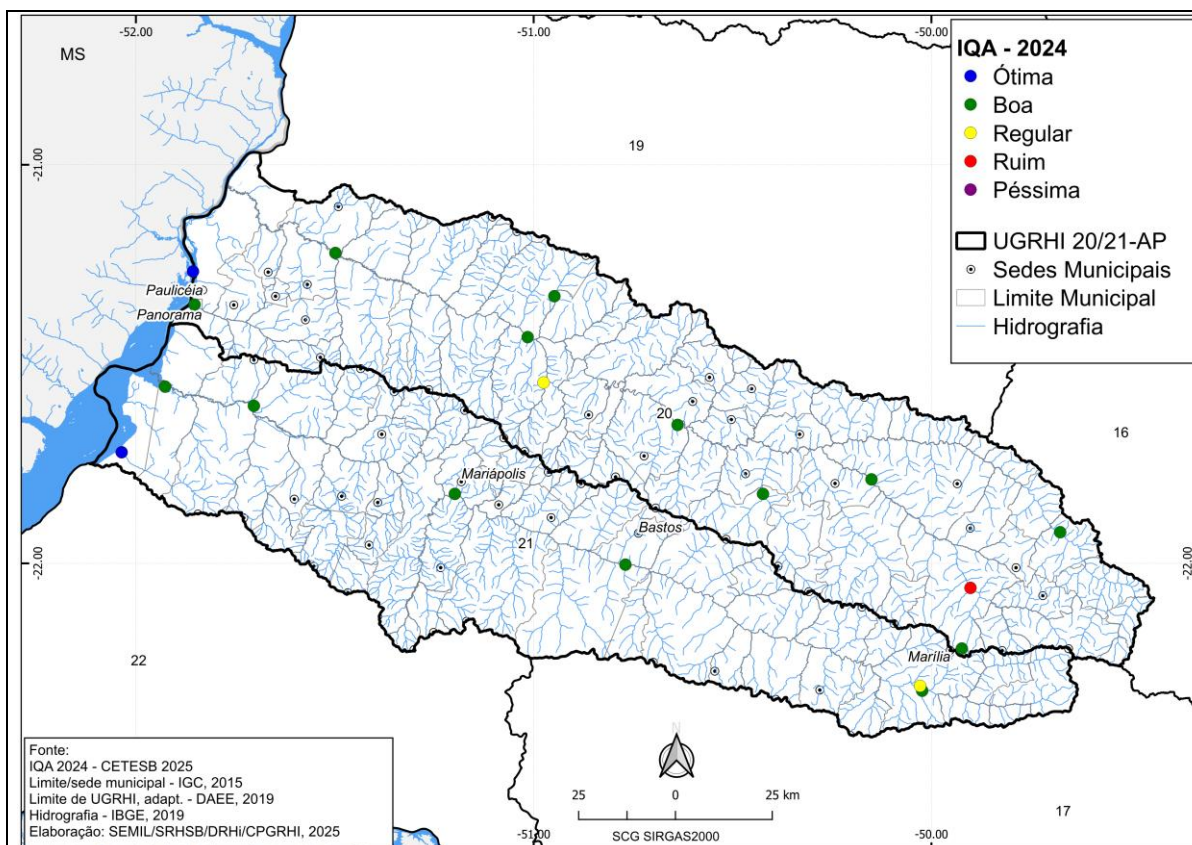 -52.00
-51.00
-50.00
MS
IQA - 2024
Ótima
Boa
Regular
Ruim
Péssima
UGRHI 20/21-AP
Sedes Municipais
Limite Municipal
Hidrografia
-21.00
-21.00
19
Paulicéia
Panorama
20
16
Mariápolis
Bastos
21
-22.00
-22.00
22
Marília
N
Fonte:
IQA 2024 - CETESB 2025
Limite/sede municipal - IGC, 2015
Limite de UGRHI, adapt. - DAEE, 2019
Hidrografia - IBGE, 2019
Elaboração: SEMIL/SRHSB/DRHi/CPGRHI, 2025
25 0 25 km
SCG SIRGAS2000
17
-51.00
-50.00